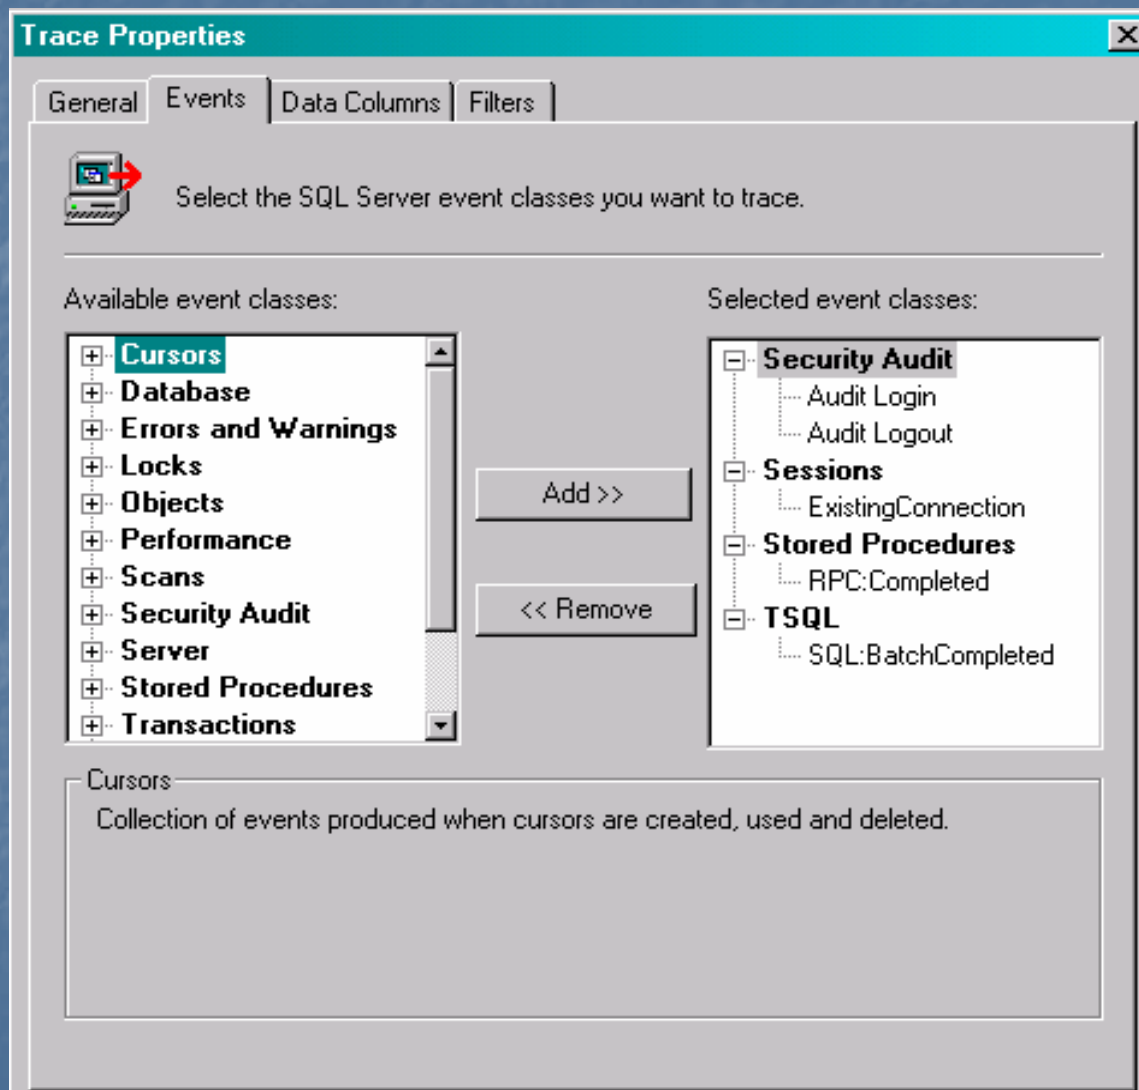 Trace Properties
General Events Data Columns Filters
Select the SQL Server event classes you want to trace.
Available event classes:
Cursors
Database
Errors and Warnings
Locks
Objects
Performance
Scans
Security Audit
Server
Stored Procedures
Transactions
Add >>
<< Remove
Selected event classes:
Security Audit
Audit Login
Audit Logout
Sessions
ExistingConnection
Stored Procedures
RPC:Completed
TSQL
SQL:BatchCompleted
Cursors
Collection of events produced when cursors are created, used and deleted.